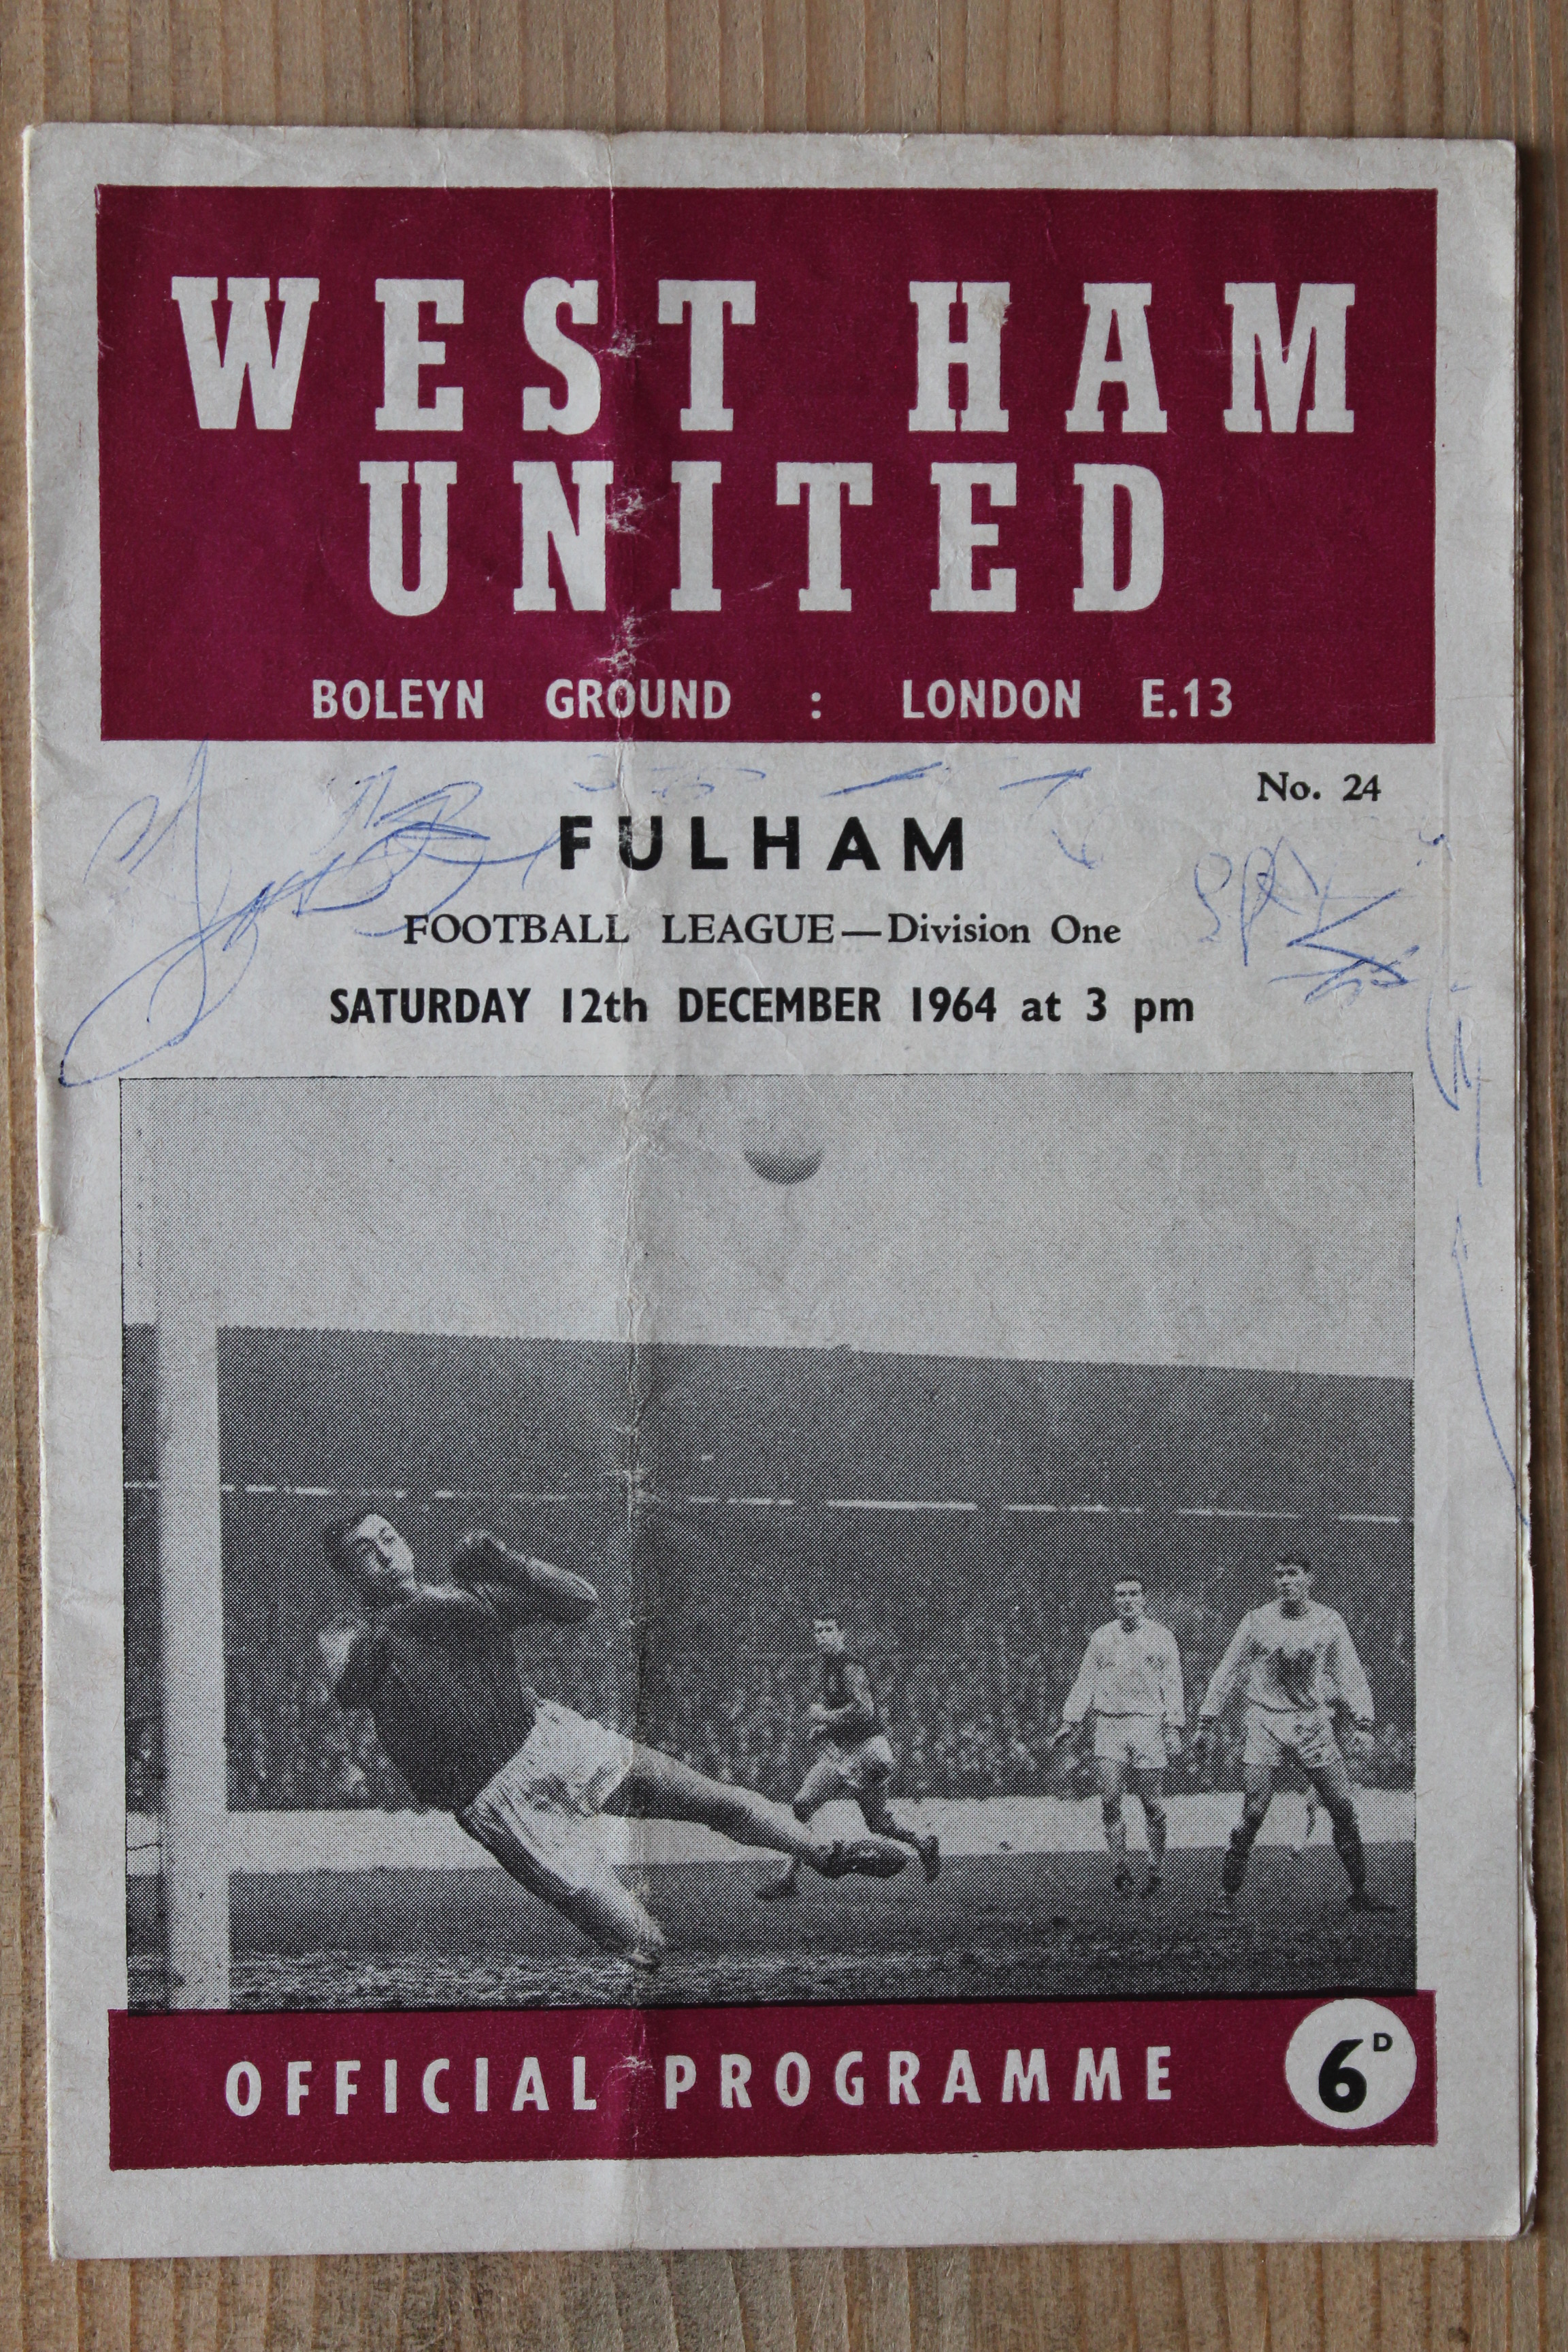 WEST HAM
UNITED
BOLEYN GROUND : LONDON E.13
No. 24
FULHAM
FOOTBALL LEAGUE—Division One
SATURDAY 12th DECEMBER 1964 at 3 pm
OFFICIAL PROGRAMME
6D